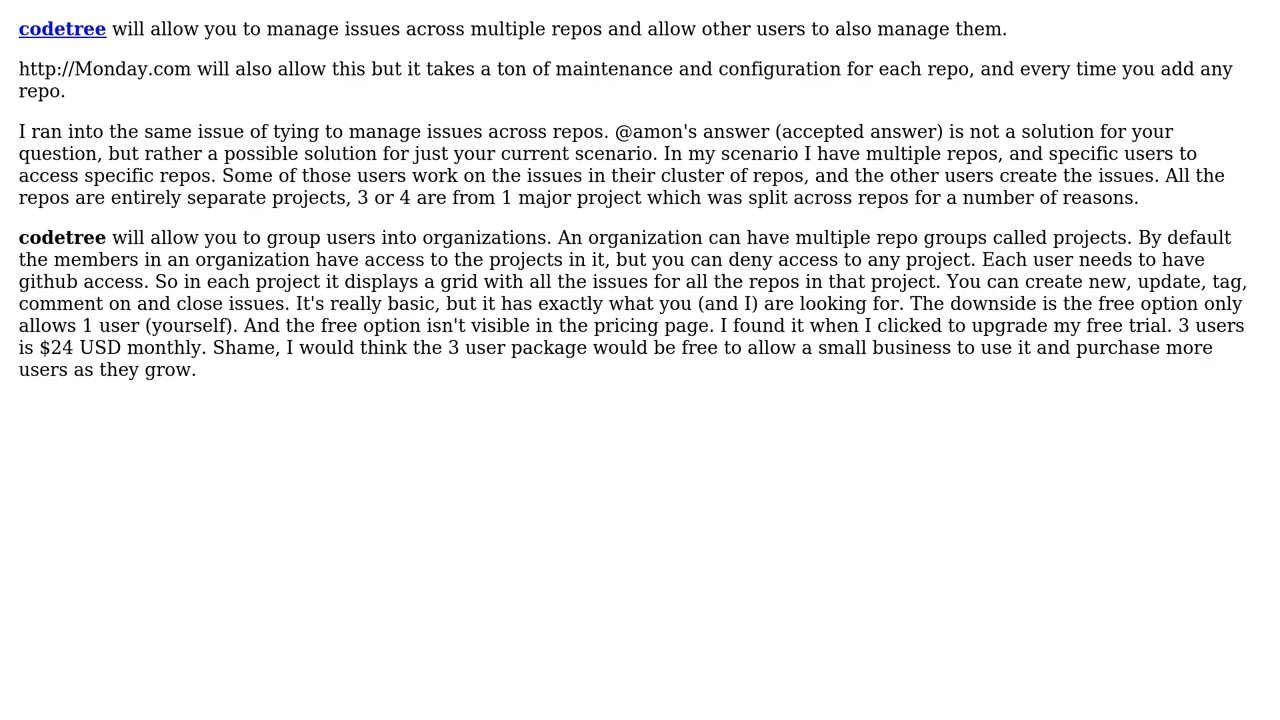 codetree will allow you to manage issues across multiple repos and allow other users to also manage them.
http://Monday.com will also allow this but it takes a ton of maintenance and configuration for each repo, and every time you add any
repo.
I ran into the same issue of tying to manage issues across repos. @amon's answer (accepted answer) is not a solution for your
question, but rather a possible solution for just your current scenario. In my scenario I have multiple repos, and specific users to
access specific repos. Some of those users work on the issues in their cluster of repos, and the other users create the issues. All the
repos are entirely separate projects, 3 or 4 are from 1 major project which was split across repos for a number of reasons.
codetree will allow you to group users into organizations. An organization can have multiple repo groups called projects. By default
the members in an organization have access to the projects in it, but you can deny access to any project. Each user needs to have
github access. So in each project it displays a grid with all the issues for all the repos in that project. You can create new, update, tag,
comment on and close issues. It's really basic, but it has exactly what you (and I) are looking for. The downside is the free option only
allows 1 user (yourself). And the free option isn't visible in the pricing page. I found it when I clicked to upgrade my free trial. 3 users
is $24 USD monthly. Shame, I would think the 3 user package would be free to allow a small business to use it and purchase more
users as they grow.